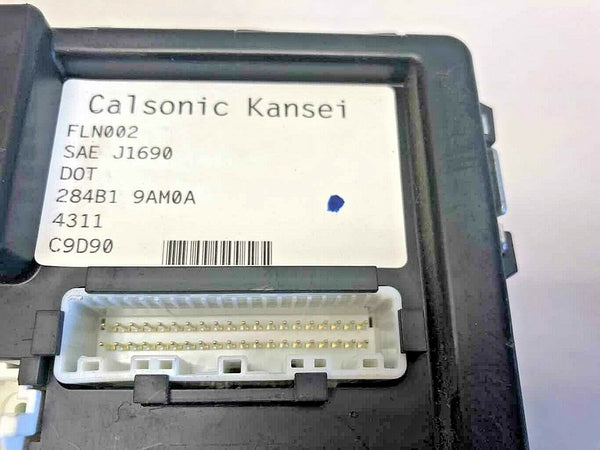 Calsonic Kansei
FLN002
SAE J1690
DOT
284B1 9AM0A
4311
C9D90